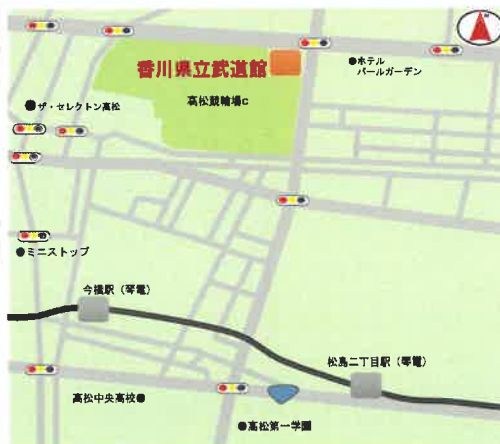 N
香川県立武道館
●ホテル
パールガーデン
●ザ・セレクトン高松
高松競輪場C
●ミニストップ
今橋駅（琴電）
松島二丁目駅（琴電）
高松中央高校●
●高松第一学園